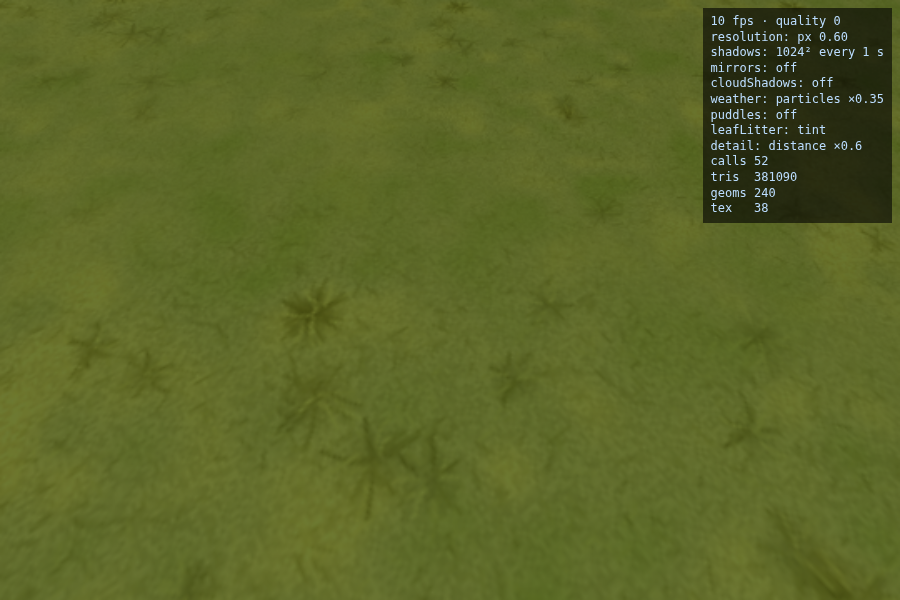 10 fps · quality 0
resolution: px 0.60
shadows: 1024² every 1 s
mirrors: off
cloudShadows: off
weather: particles ×0.35
puddles: off
leafLitter: tint
detail: distance ×0.6
calls 52
tris  381090
geoms 240
tex   38